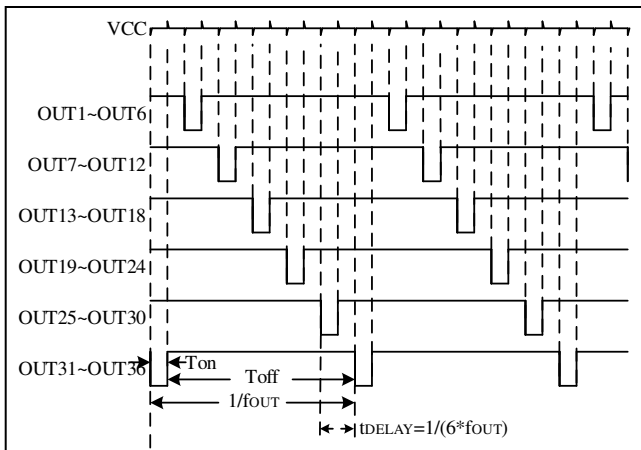 VCC
OUT1~OUT6
OUT7~OUT12
OUT13~OUT18
OUT19~OUT24
OUT25~OUT30
OUT31~OUT36
Ton
Toff
1/fOUT
tDELAY=1/(6*fOUT)